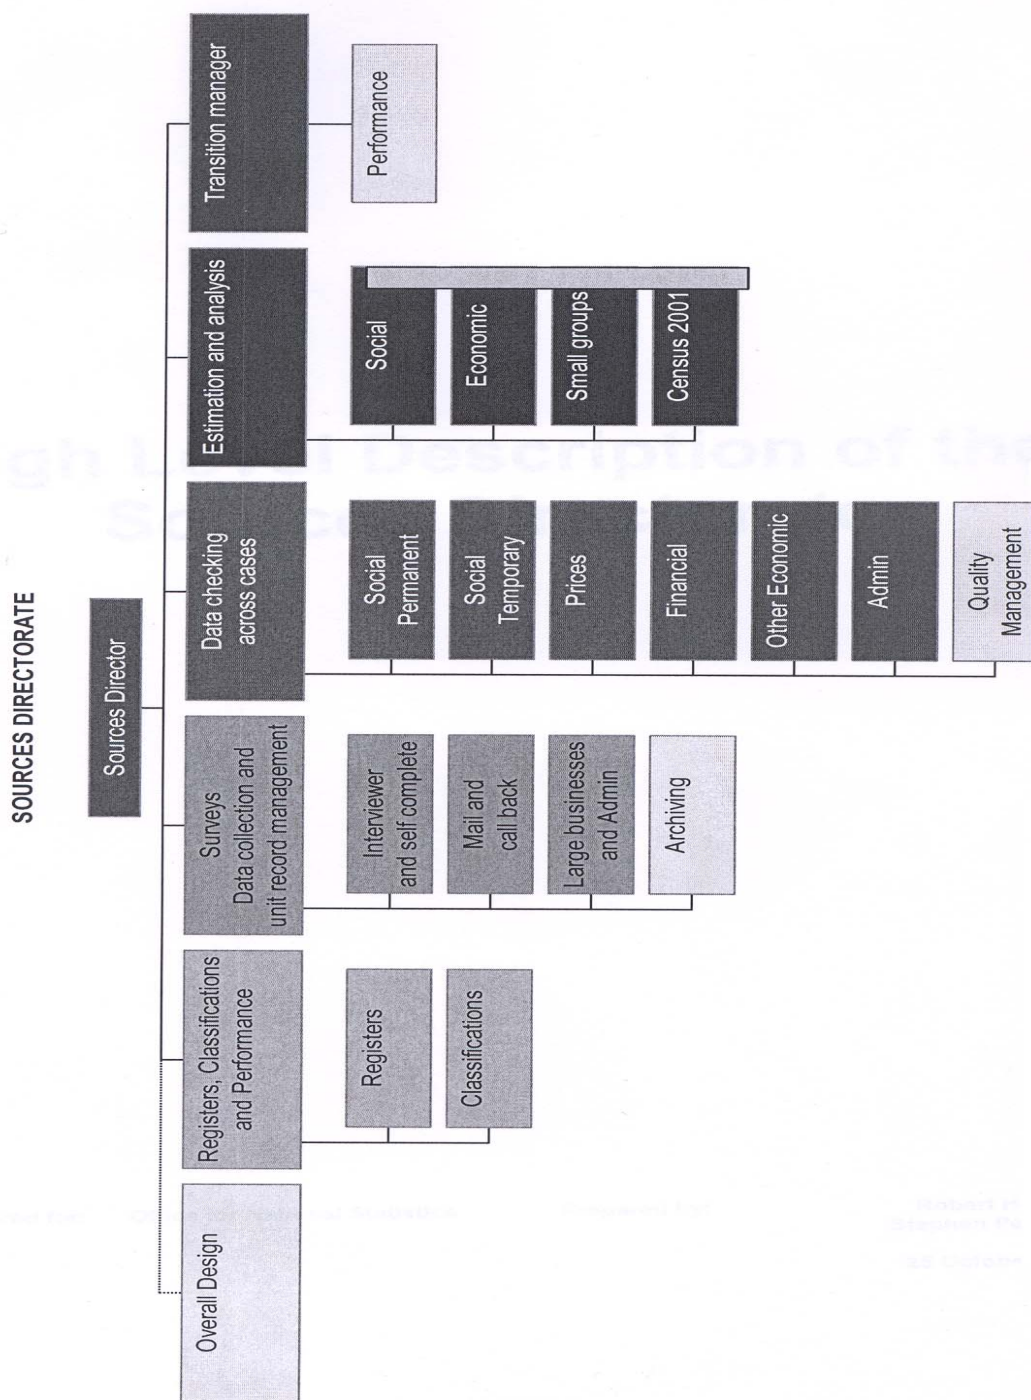 SOURCES DIRECTORATE
Sources Director
Overall Design
Registers, Classifications
and Performance
Registers
Classifications
Surveys
Data collection and
unit record management
Interviewer
and self complete
Mail and
call back
Large businesses
and Admin
Archiving
Data checking
across cases
Social
Permanent
Social
Temporary
Prices
Financial
Other Economic
Admin
Quality
Management
Estimation and analysis
Social
Economic
Small groups
Census 2001
Transition manager
Performance